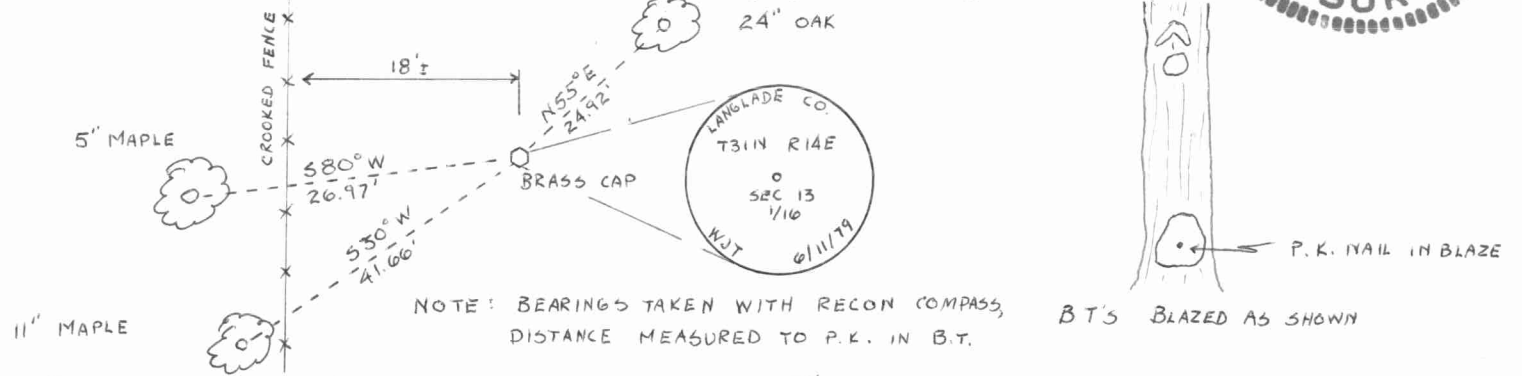 CROOKED FENCE
24" OAK
18'±
N55°E
24.92'
5" MAPLE
S80°W
26.97'
BRASS CAP
LANGLADE CO.
T31N R14E
SEC 13
1/16
WJT
6/11/79
S30°W
41.66'
11" MAPLE
NOTE: BEARINGS TAKEN WITH RECON COMPASS,
DISTANCE MEASURED TO P.K. IN B.T.
P.K. NAIL IN BLAZE
BT'S BLAZED AS SHOWN